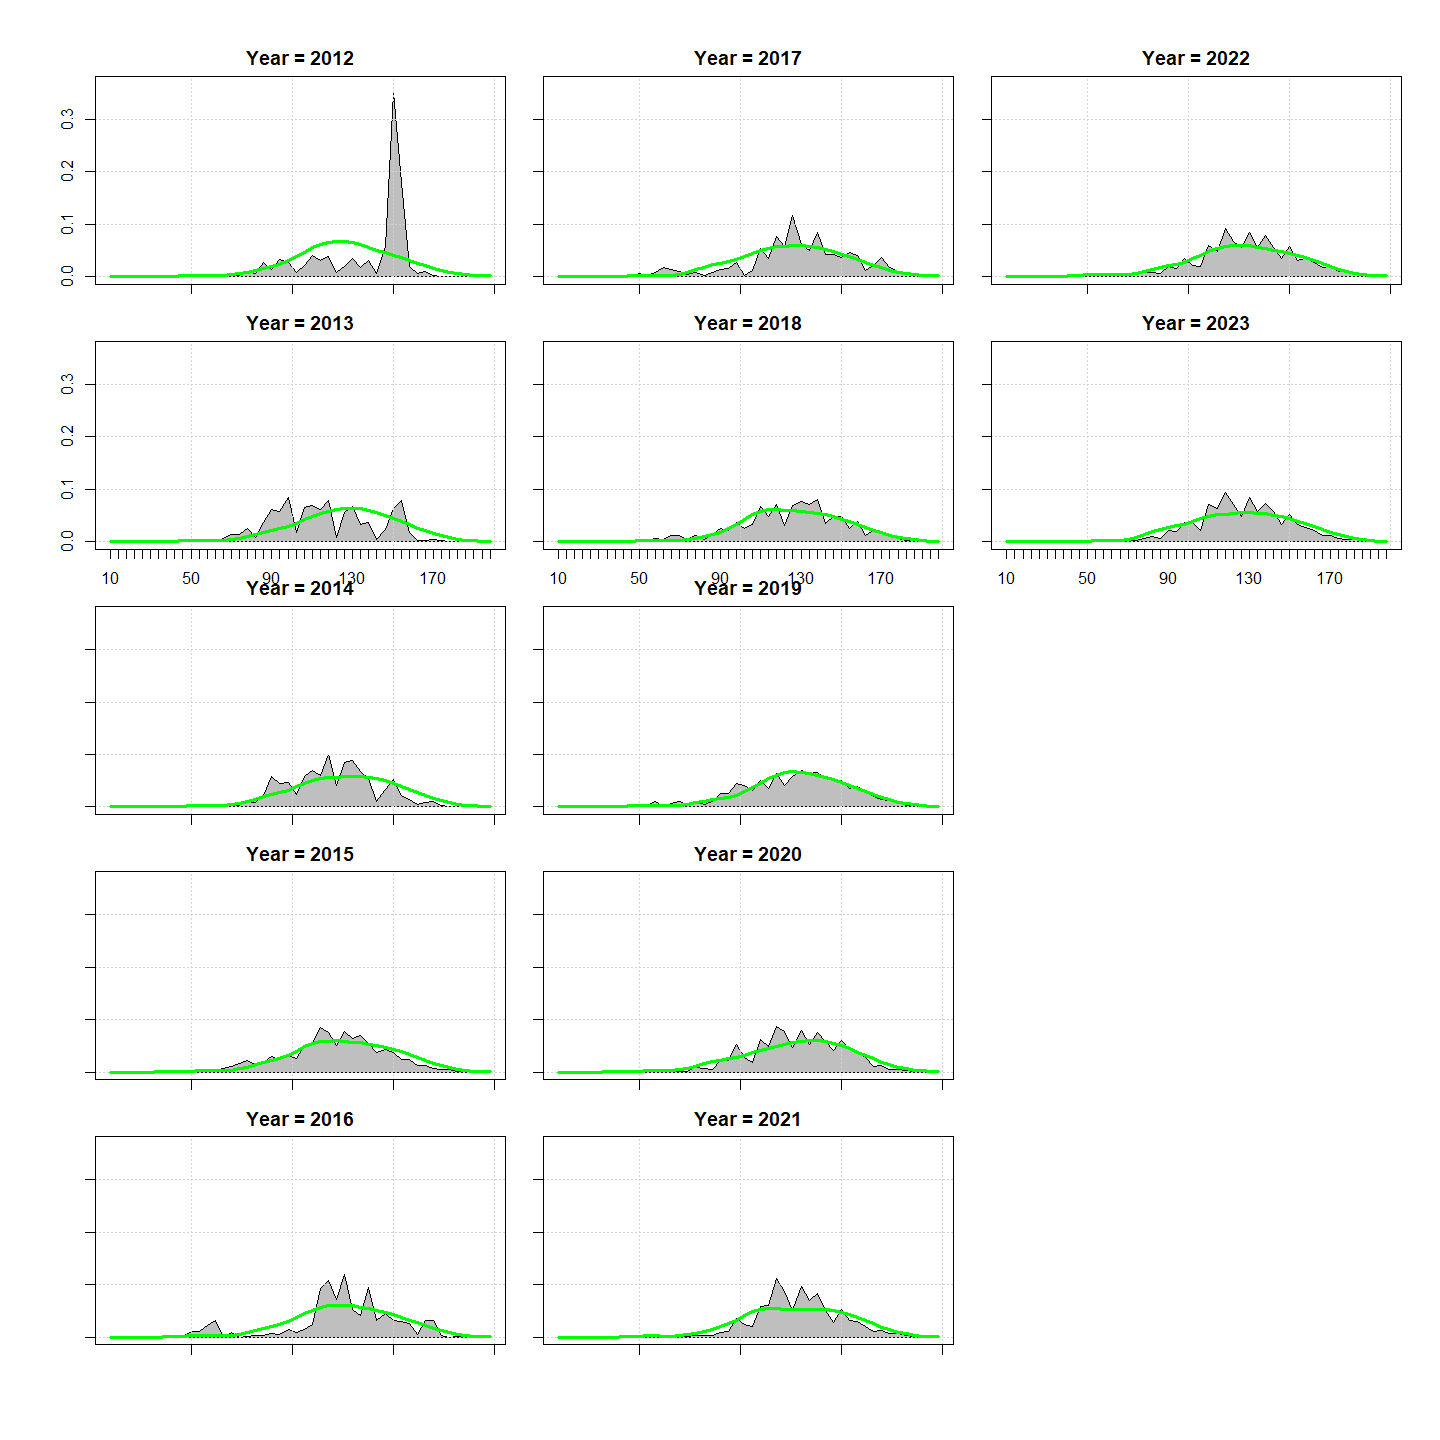 Year = 2012
Year = 2017
Year = 2022
0.0 0.1 0.2 0.3
Year = 2013
Year = 2018
Year = 2023
0.0 0.1 0.2 0.3
10 50 90 130 170
10 50 90 130 170
10 50 90 130 170
Year = 2014
Year = 2019
Year = 2015
Year = 2020
Year = 2016
Year = 2021